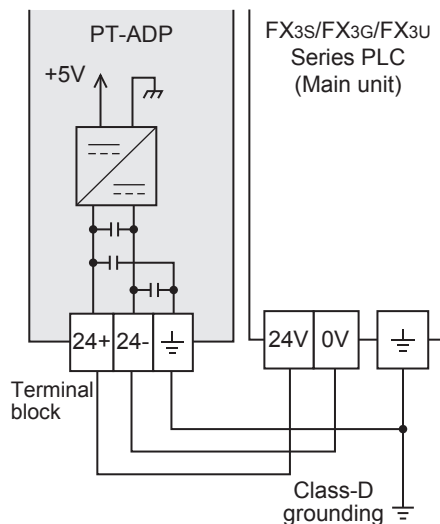 PT-ADP
+5V
FX3S/FX3G/FX3U
Series PLC
(Main unit)
24+
24-
24V
0V
Terminal
block
Class-D
grounding